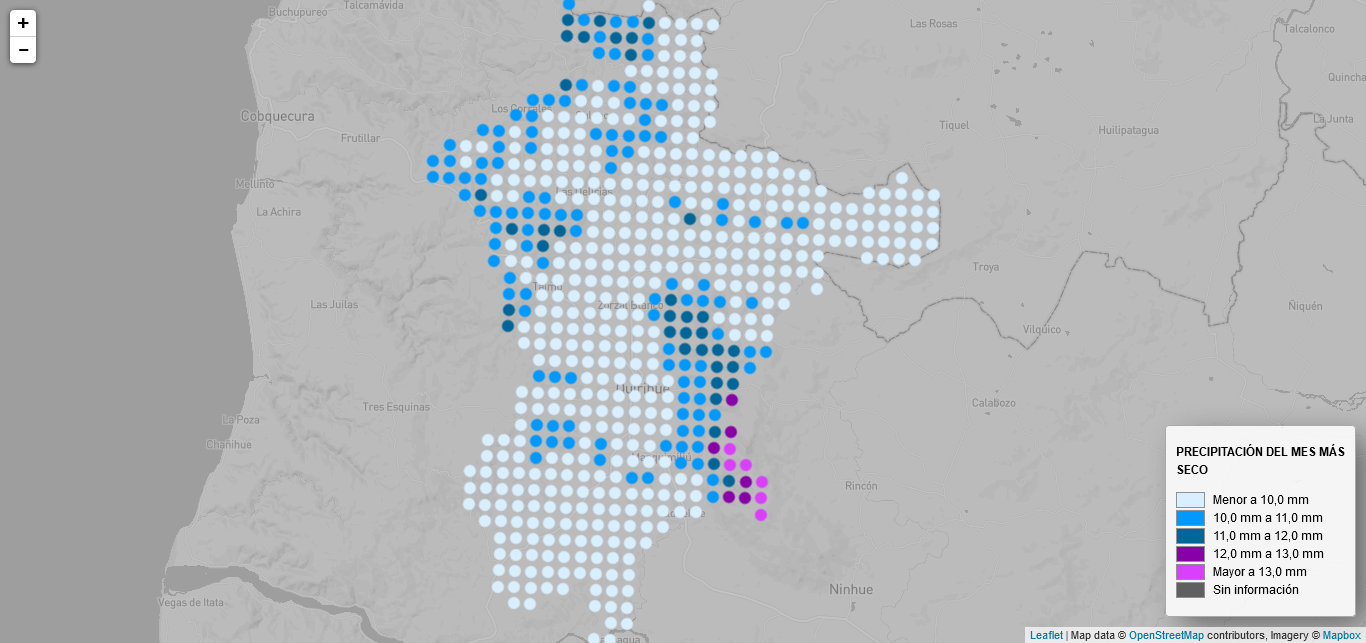 +
−
Buchupureo
Talcamávida
Las Rosas
Talcalonco
Quincha
La Junta
Cobquecura
Los Corrales
Frutillar
Tiquel
Huilipatagua
Mellinto
Las Delicias
La Achira
Troya
Taima
Las Juilas
Zorzal Blanco
Vilquico
Ñiquén
Quirihue
Tres Esquinas
Calabozo
La Poza
Chañihue
Rincón
Ninhue
Vegas de Itata
PRECIPITACIÓN DEL MES MÁS
SECO
Menor a 10,0 mm
10,0 mm a 11,0 mm
11,0 mm a 12,0 mm
12,0 mm a 13,0 mm
Mayor a 13,0 mm
Sin información
Leaflet | Map data © OpenStreetMap contributors, Imagery © Mapbox